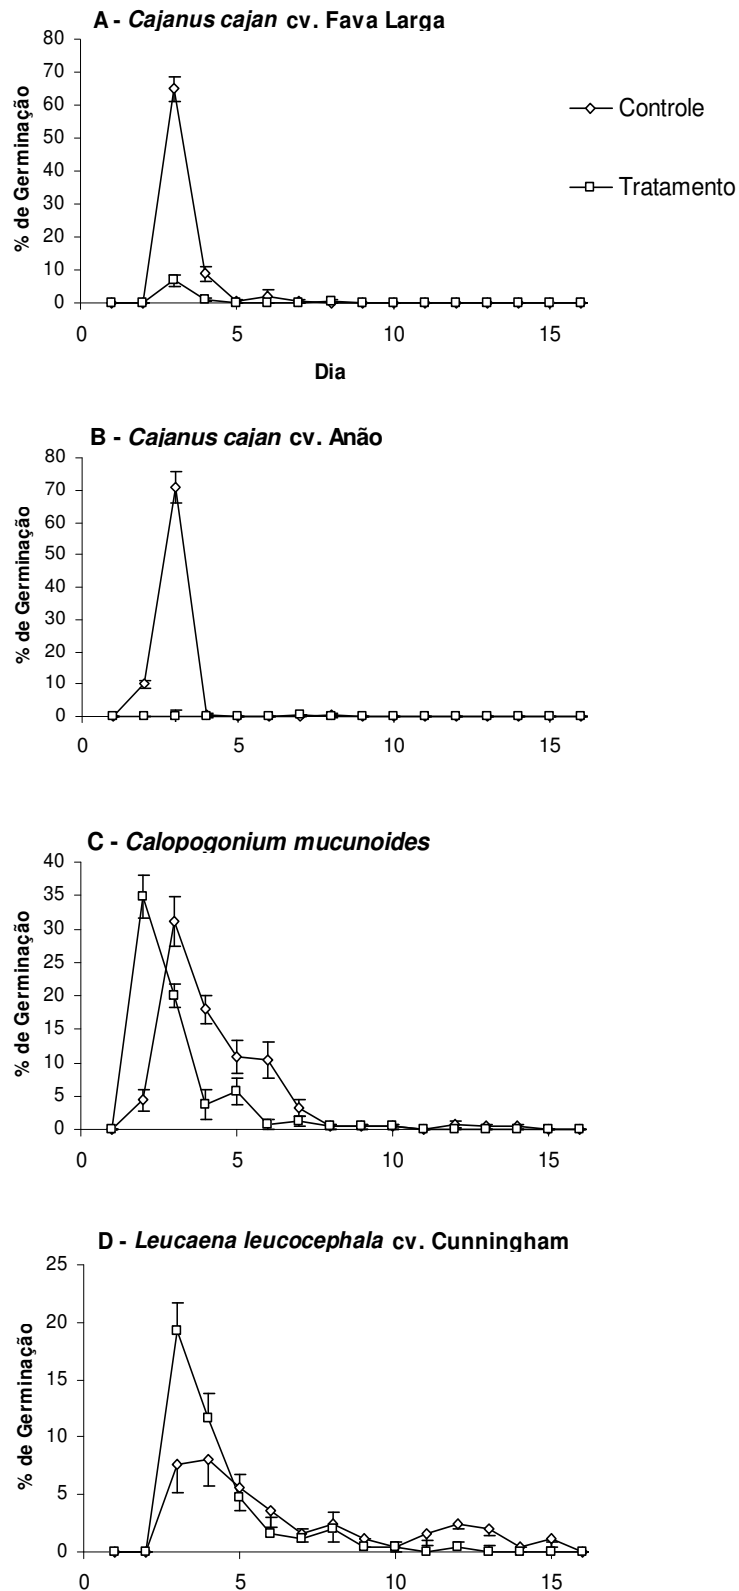 A - Cajanus cajan cv. Fava Larga
80
70
60
50
40
30
20
10
0
% de Germinação
0 5 10 15
Dia
Controle
Tratamento
B - Cajanus cajan cv. Anão
80
70
60
50
40
30
20
10
0
% de Germinação
0 5 10 15
C - Calopogonium mucunoides
40
35
30
25
20
15
10
5
0
% de Germinação
0 5 10 15
D - Leucaena leucocephala cv. Cunningham
25
20
15
10
5
0
% de Germinação
0 5 10 15